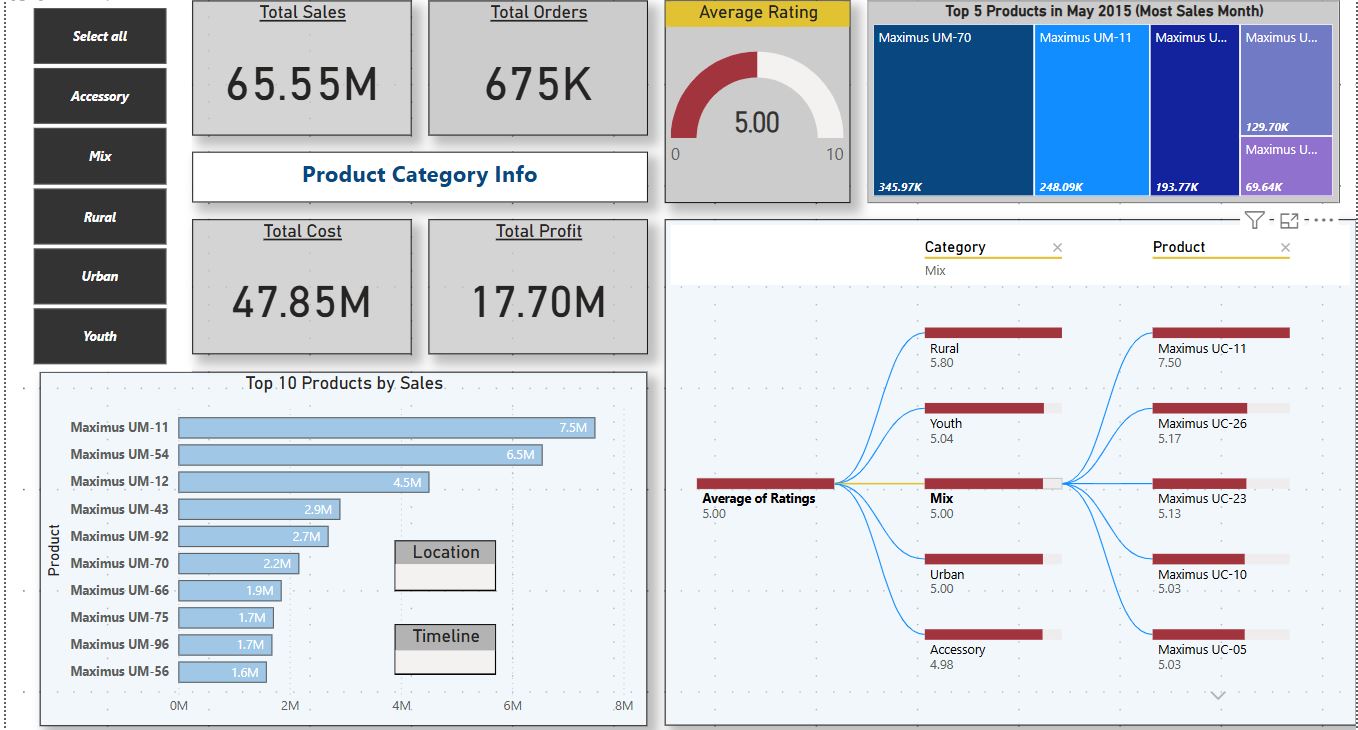 Select all
Accessory
Mix
Rural
Urban
Youth
Total Sales
65.55M
Total Orders
675K
Product Category Info
Total Cost
47.85M
Total Profit
17.70M
Average Rating
5.00
0
10
Top 5 Products in May 2015 (Most Sales Month)
Maximus UM-70
345.97K
Maximus UM-11
248.09K
Maximus U...
193.77K
Maximus U...
129.70K
Maximus U...
69.64K
Top 10 Products by Sales
Product
Maximus UM-11
7.5M
Maximus UM-54
6.5M
Maximus UM-12
4.5M
Maximus UM-43
2.9M
Maximus UM-92
2.7M
Maximus UM-70
2.2M
Maximus UM-66
1.9M
Maximus UM-75
1.7M
Maximus UM-96
1.7M
Maximus UM-56
1.6M
0M
2M
4M
6M
8M
Location
Timeline
Category
Mix
Product
Average of Ratings
5.00
Rural
5.80
Youth
5.04
Mix
5.00
Urban
5.00
Accessory
4.98
Maximus UC-11
7.50
Maximus UC-26
5.17
Maximus UC-23
5.13
Maximus UC-10
5.03
Maximus UC-05
5.03